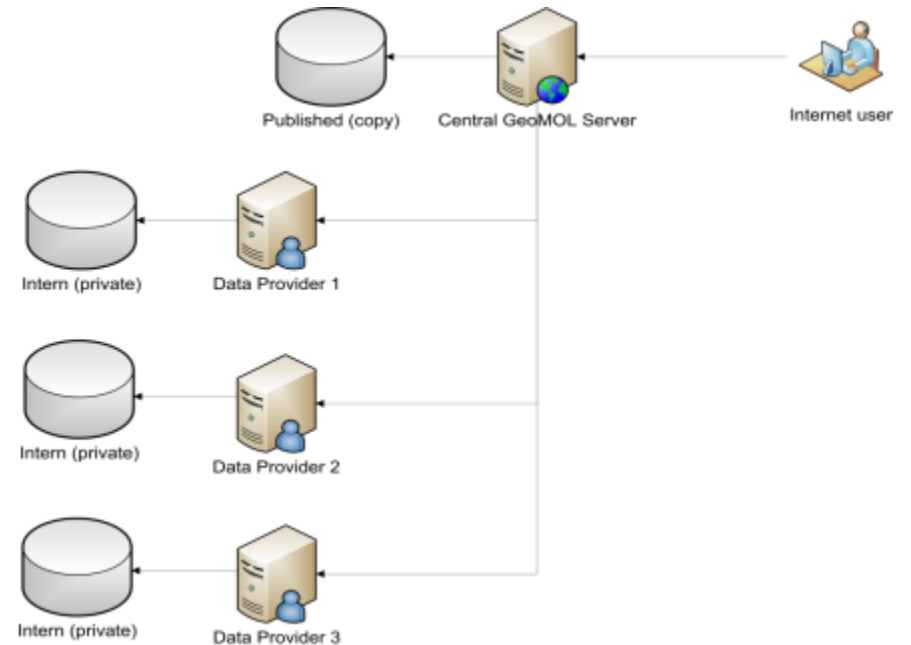 Published (copy)
Central GeoMOL Server
Internet user
Intern (private)
Data Provider 1
Intern (private)
Data Provider 2
Intern (private)
Data Provider 3